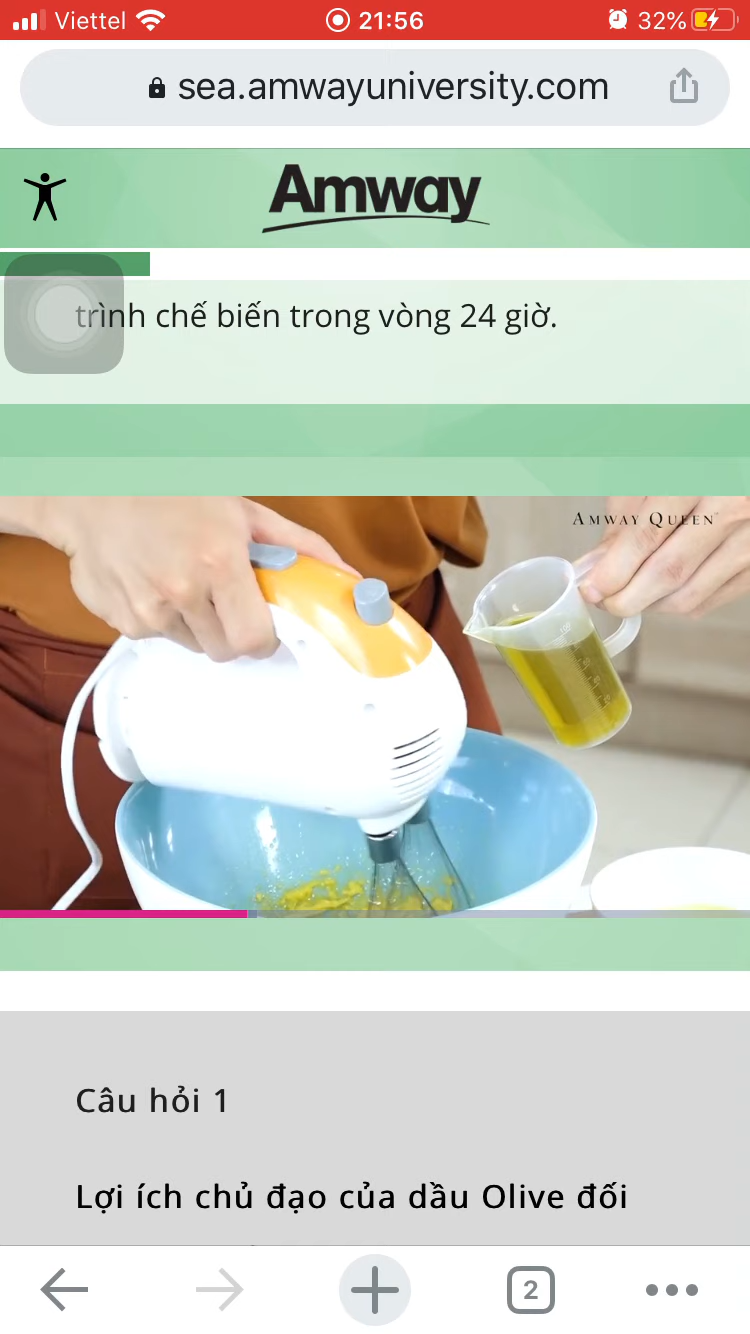 Viettel
21:56
32%
sea.amwayuniversity.com
Amway
trình chế biến trong vòng 24 giờ.
AMWAY QUEEN
Câu hỏi 1
Lợi ích chủ đạo của dầu Olive đối
2